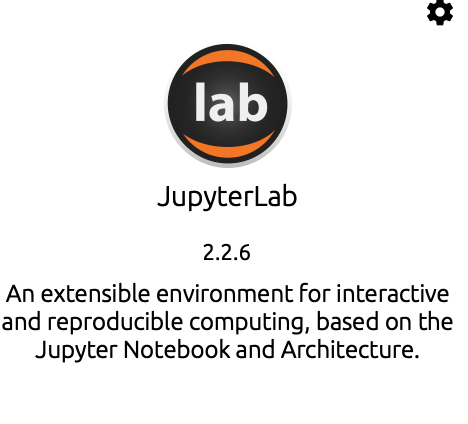 lab
JupyterLab
2.2.6
An extensible environment for interactive
and reproducible computing, based on the
Jupyter Notebook and Architecture.